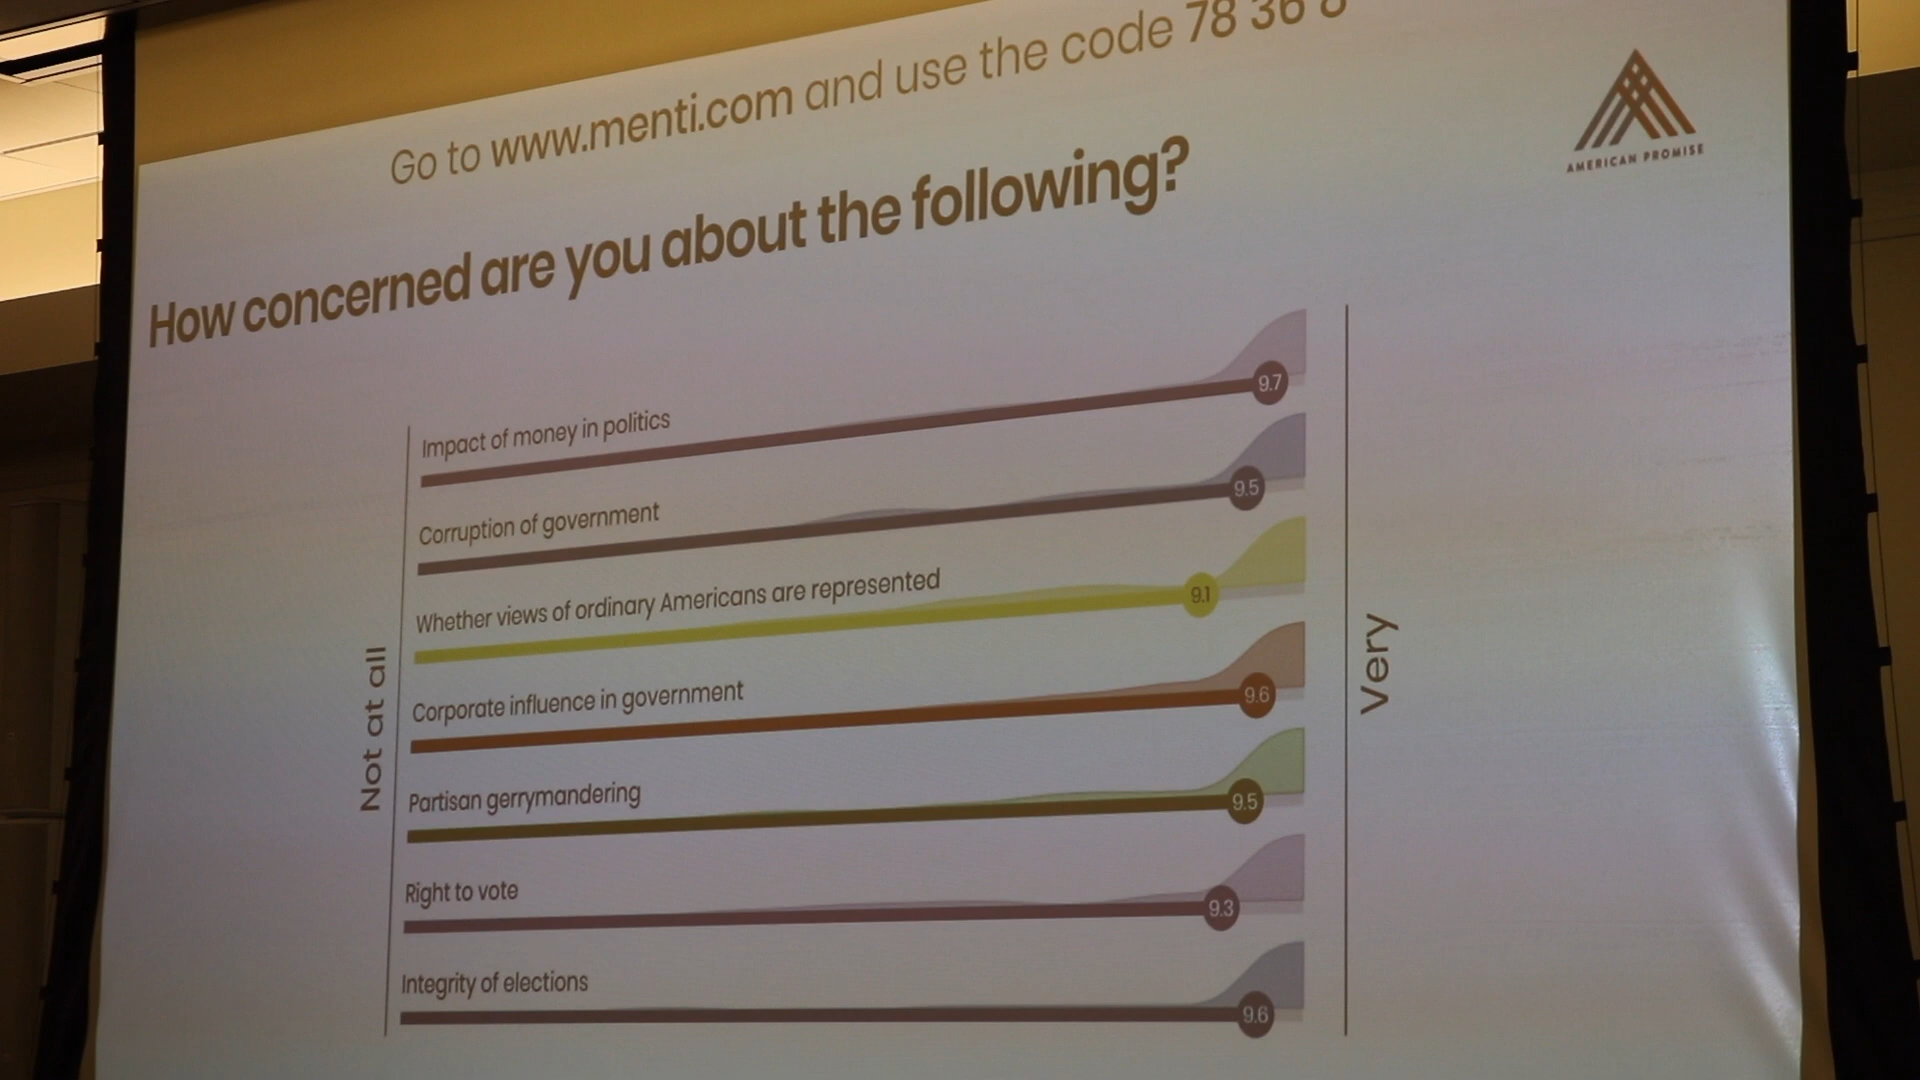 Go to www.menti.com and use the code 78 36
AMERICAN PROMISE
How concerned are you about the following?
Impact of money in politics
9.7
Corruption of government
9.5
Whether views of ordinary Americans are represented
9.1
Corporate influence in government
9.6
Partisan gerrymandering
9.5
Right to vote
9.3
Integrity of elections
9.6
Not at all
Very